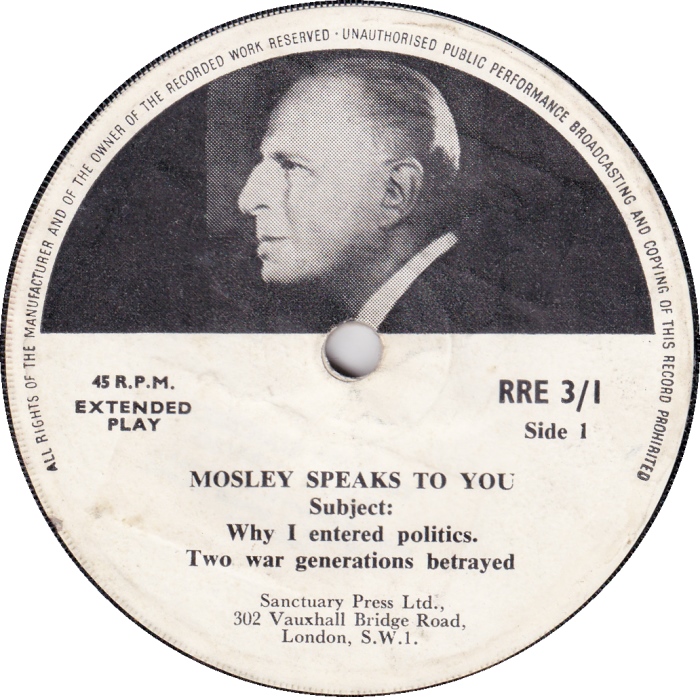 ALL RIGHTS OF THE MANUFACTURER AND OF THE OWNER OF THE RECORDED WORK RESERVED · UNAUTHORISED PUBLIC PERFORMANCE BROADCASTING AND COPYING OF THIS RECORD PROHIBITED
45 R.P.M.
EXTENDED
PLAY
RRE 3/1
Side 1
MOSLEY SPEAKS TO YOU
Subject:
Why I entered politics.
Two war generations betrayed
Sanctuary Press Ltd.,
302 Vauxhall Bridge Road,
London, S.W.1.